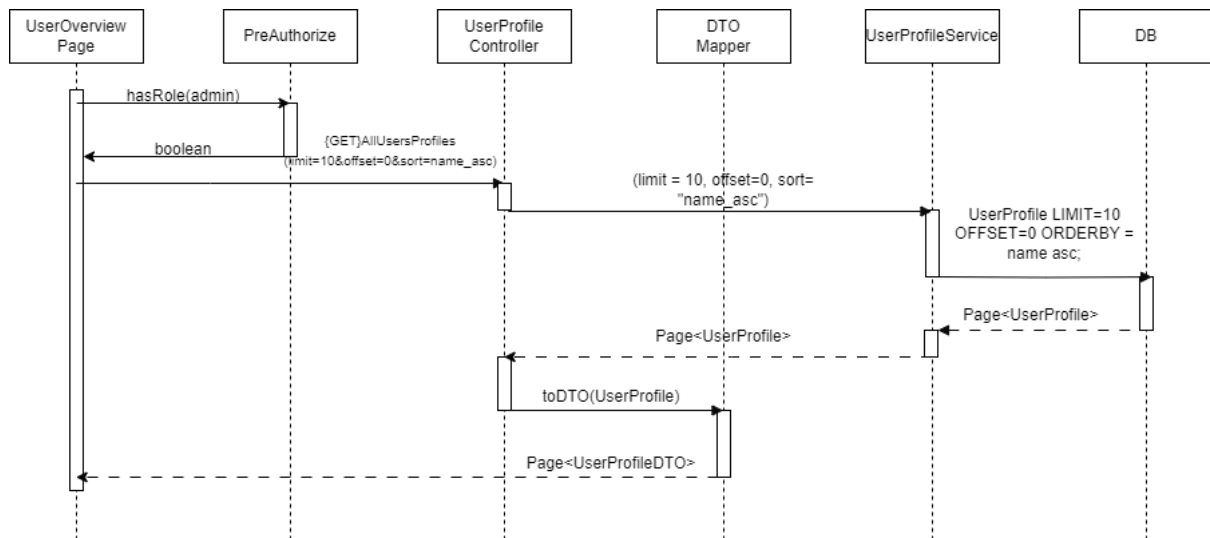 UserOverview
Page
PreAuthorize
UserProfile
Controller
DTO
Mapper
UserProfileService
DB
hasRole(admin)
boolean
{GET}AllUsersProfiles
(limit=10&offset=0&sort=name_asc)
(limit = 10, offset=0, sort=
"name_asc")
UserProfile LIMIT=10
OFFSET=0 ORDERBY =
name asc;
Page<UserProfile>
Page<UserProfile>
toDTO(UserProfile)
Page<UserProfileDTO>